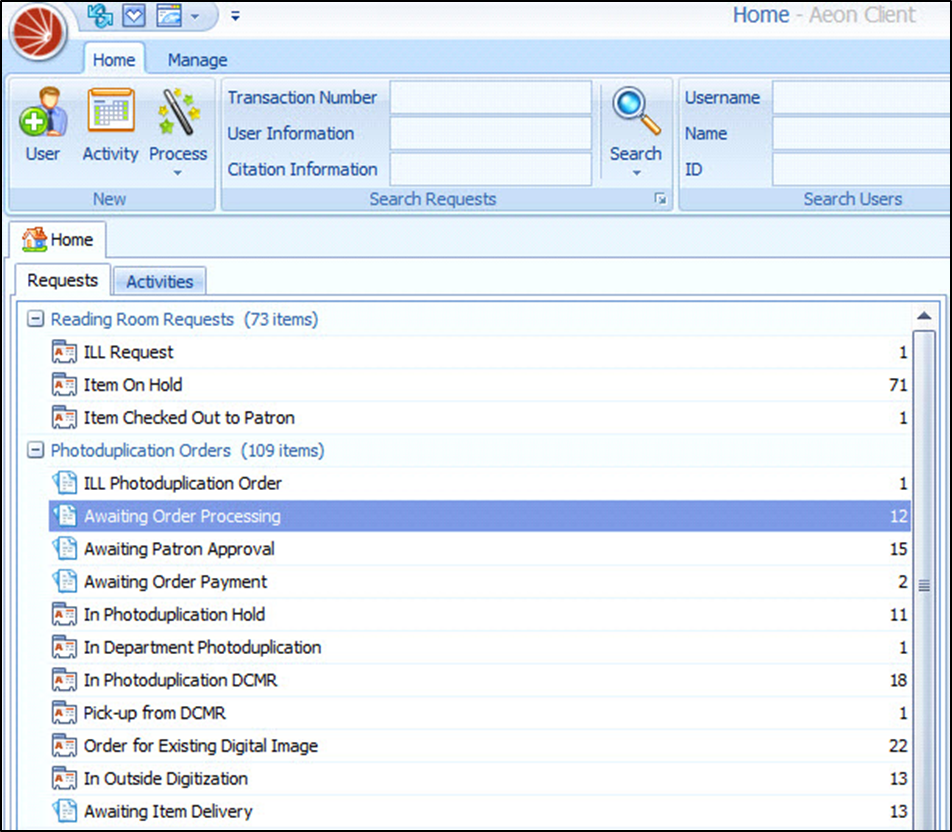 Home - Aeon Client
Home Manage
Transaction Number
User Information
Citation Information
User Activity Process
Search
Username
Name
ID
New Search Requests Search Users
Home
Requests Activities
Reading Room Requests (73 items)
ILL Request 1
Item On Hold 71
Item Checked Out to Patron 1
Photoduplication Orders (109 items)
ILL Photoduplication Order 1
Awaiting Order Processing 12
Awaiting Patron Approval 15
Awaiting Order Payment 2
In Photoduplication Hold 11
In Department Photoduplication 1
In Photoduplication DCMR 18
Pick-up from DCMR 1
Order for Existing Digital Image 22
In Outside Digitization 13
Awaiting Item Delivery 13